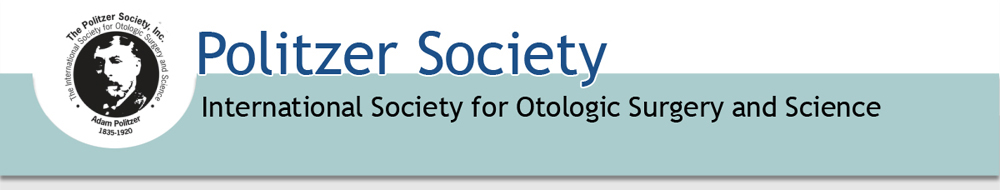 The Politzer Society, Inc.
The International Society for Otologic Surgery and Science
Adam Politzer
1835-1920
Politzer Society
International Society for Otologic Surgery and Science